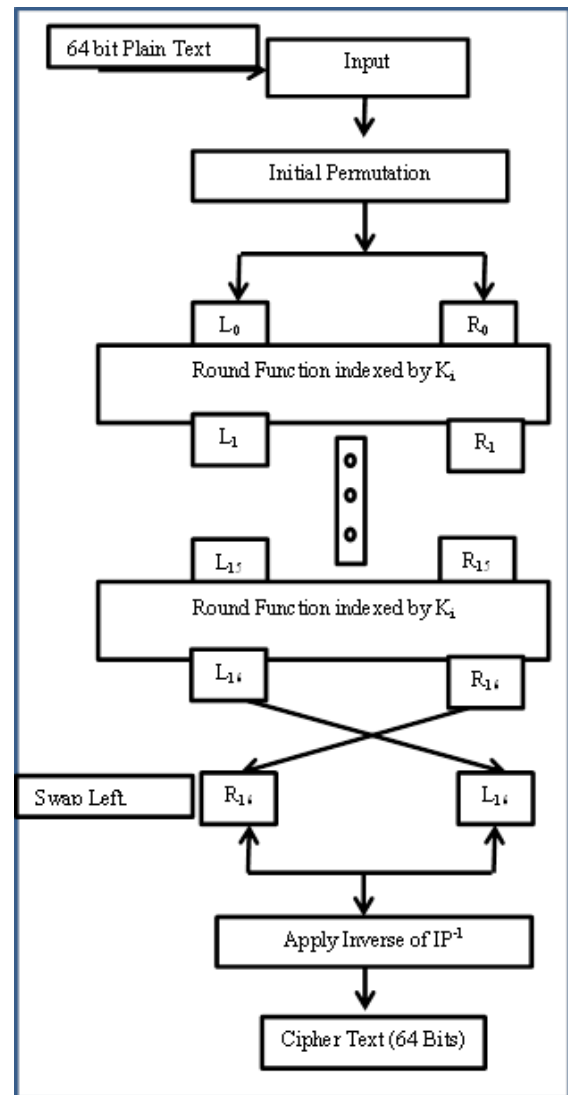 64 bit Plain Text
Input
Initial Permutation
L₀
R₀
Round Function indexed by Kᵢ
L₁
R₁
L₁₅
R₁₅
Round Function indexed by Kᵢ
L₁₆
R₁₆
Swap Left
R₁₆
L₁₆
Apply Inverse of IP⁻¹
Cipher Text (64 Bits)